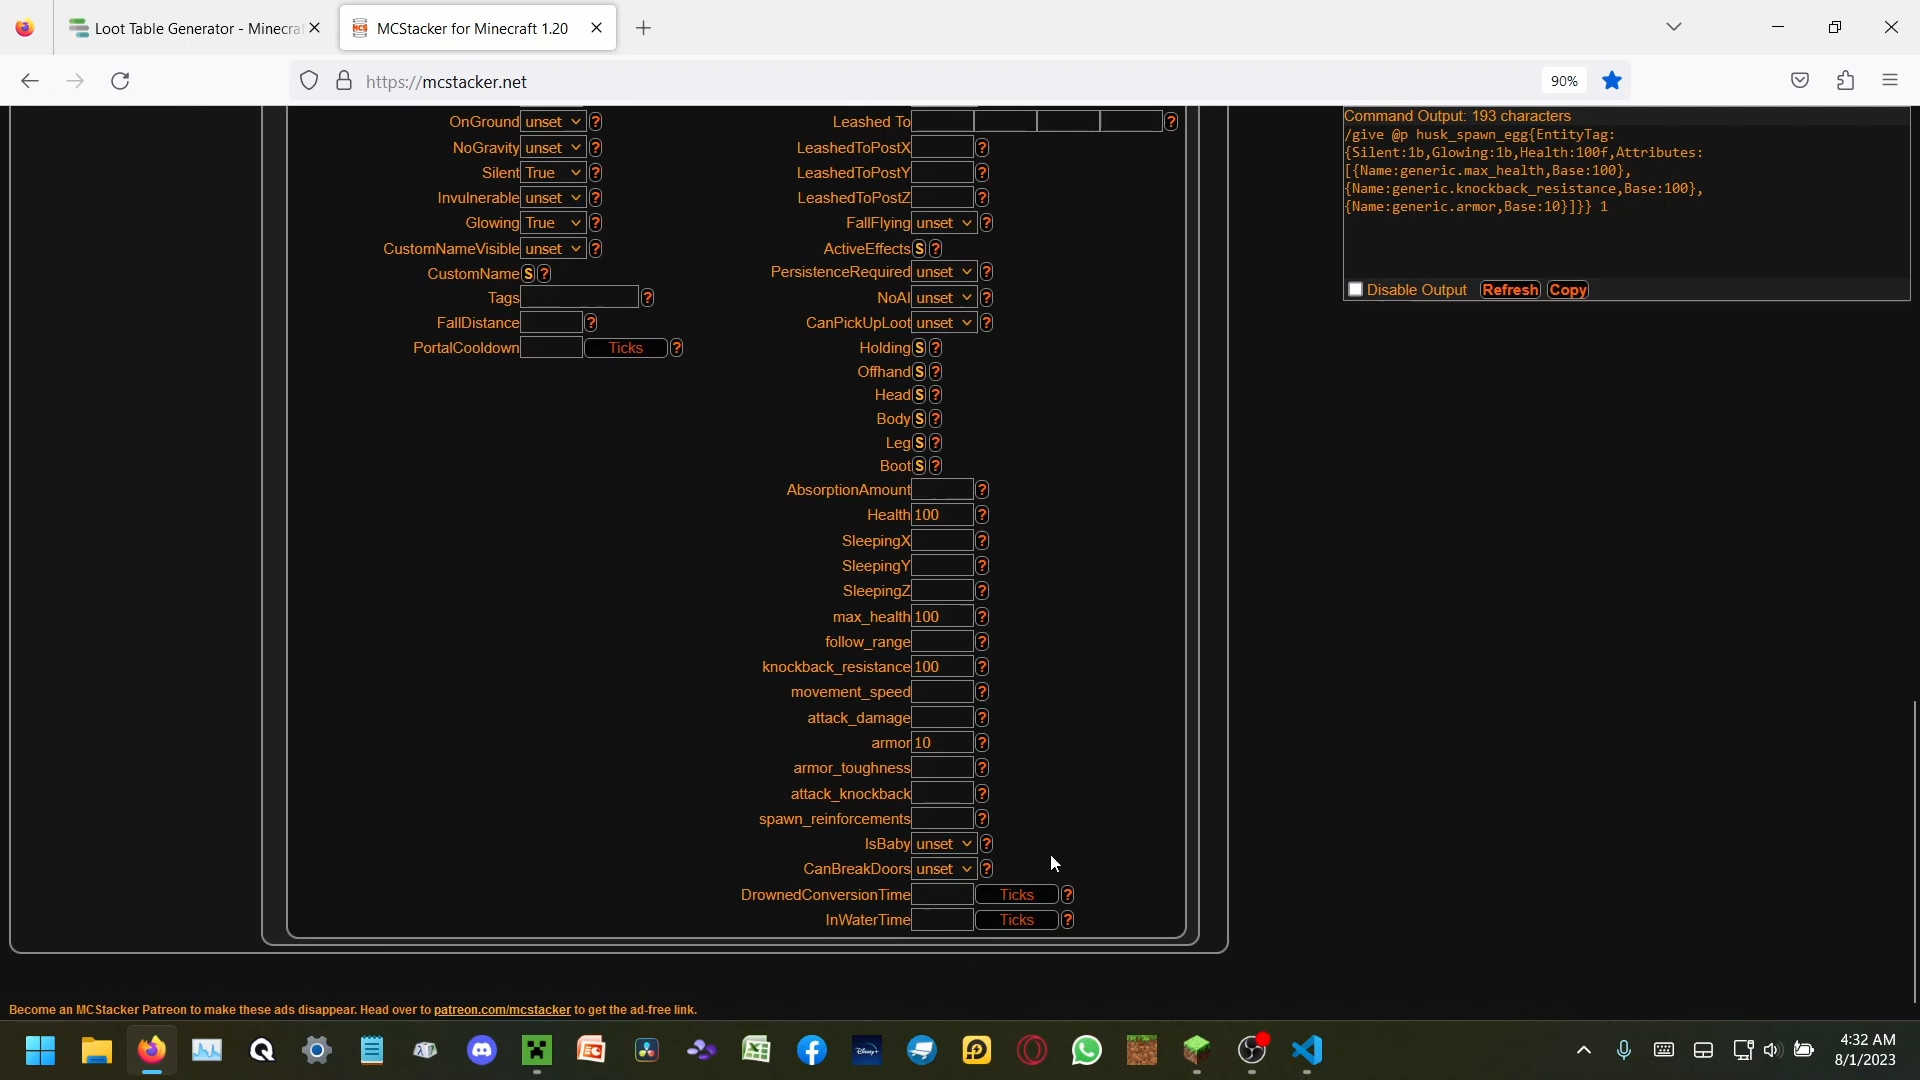 Loot Table Generator - Minecra
MCStacker for Minecraft 1.20
https://mcstacker.net
90%
OnGround unset ?
NoGravity unset ?
Silent True ?
Invulnerable unset ?
Glowing True ?
CustomNameVisible unset ?
CustomName S ?
Tags ?
FallDistance ?
PortalCooldown Ticks ?
Leashed To ?
LeashedToPostX ?
LeashedToPostY ?
LeashedToPostZ ?
FallFlying unset ?
ActiveEffects S ?
PersistenceRequired unset ?
NoAI unset ?
CanPickUpLoot unset ?
Holding S ?
Offhand S ?
Head S ?
Body S ?
Leg S ?
Boot S ?
AbsorptionAmount ?
Health 100 ?
SleepingX ?
SleepingY ?
SleepingZ ?
max_health 100 ?
follow_range ?
knockback_resistance 100 ?
movement_speed ?
attack_damage ?
armor 10 ?
armor_toughness ?
attack_knockback ?
spawn_reinforcements ?
IsBaby unset ?
CanBreakDoors unset ?
DrownedConversionTime Ticks ?
InWaterTime Ticks ?
Command Output: 193 characters
/give @p husk_spawn_egg{EntityTag:
{Silent:1b,Glowing:1b,Health:100f,Attributes:
[{Name:generic.max_health,Base:100},
{Name:generic.knockback_resistance,Base:100},
{Name:generic.armor,Base:10}]}} 1
Disable Output Refresh Copy
Become an MCStacker Patreon to make these ads disappear. Head over to patreon.com/mcstacker to get the ad-free link.
4:32 AM
8/1/2023